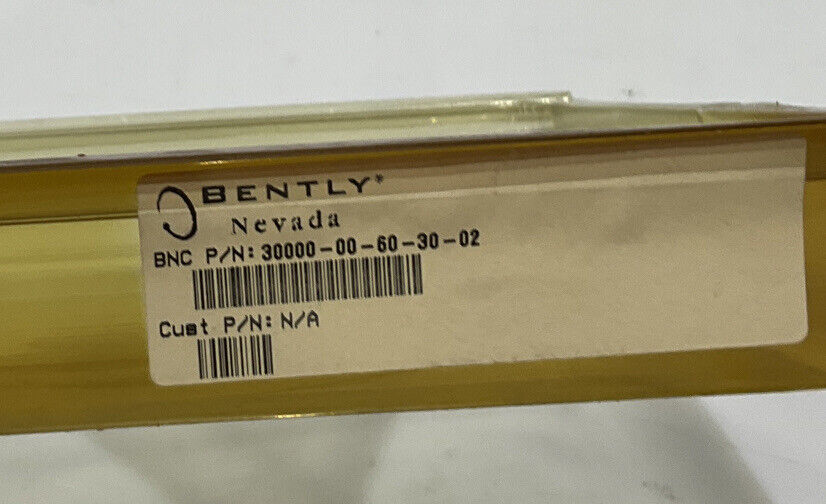 BENTLY*
Nevada
BNC P/N: 30000-00-60-30-02
Cust P/N: N/A